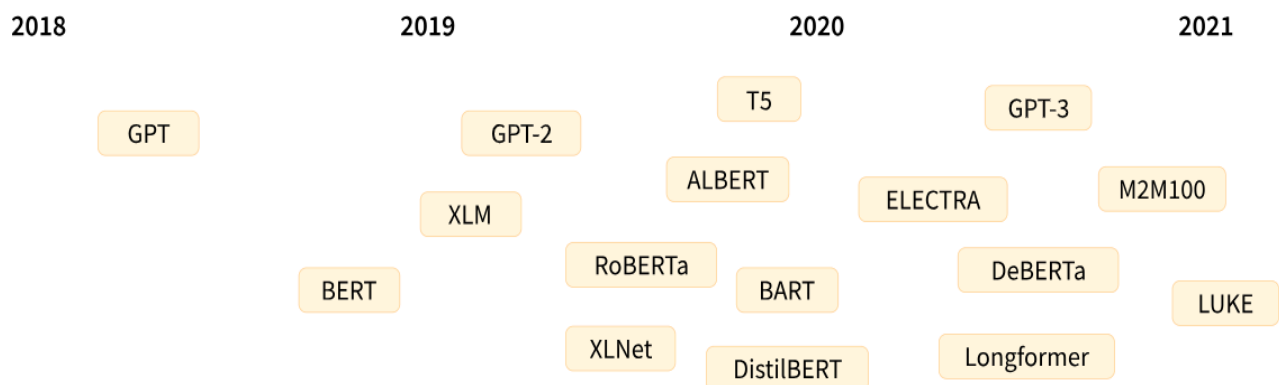 2018 2019 2020 2021
T5 GPT-3
GPT GPT-2
ALBERT M2M100
ELECTRA
XLM
RoBERTa DeBERTa
BERT BART
LUKE
XLNet Longformer
DistilBERT